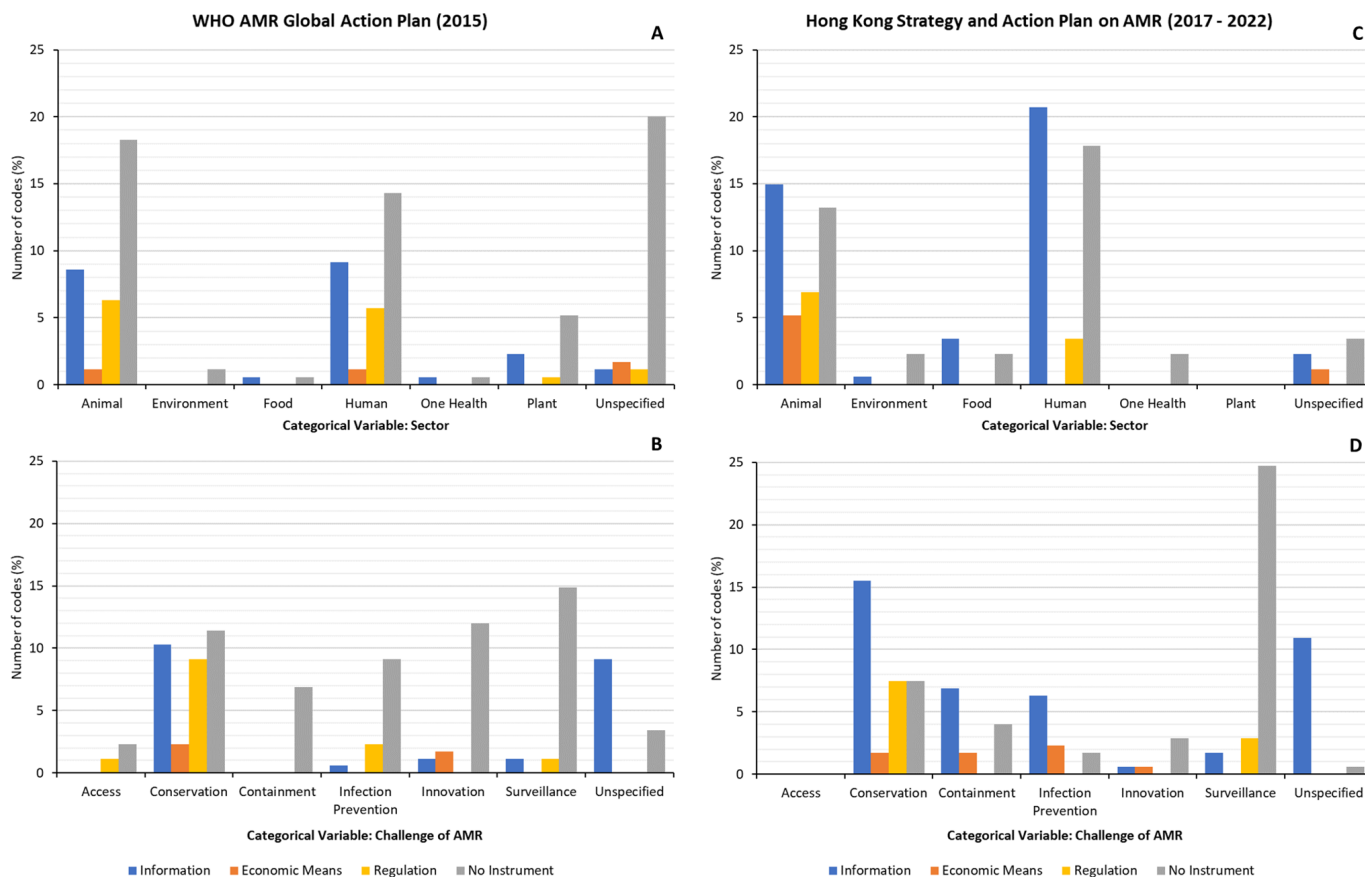 WHO AMR Global Action Plan (2015)
A
25
20
15
10
5
0
Number of codes (%)
Animal Environment Food Human One Health Plant Unspecified
Categorical Variable: Sector
B
25
20
15
10
5
0
Number of codes (%)
Access Conservation Containment Infection Prevention Innovation Surveillance Unspecified
Categorical Variable: Challenge of AMR
Information Economic Means Regulation No Instrument
Hong Kong Strategy and Action Plan on AMR (2017 - 2022)
C
25
20
15
10
5
0
Number of codes (%)
Animal Environment Food Human One Health Plant Unspecified
Categorical Variable: Sector
D
25
20
15
10
5
0
Number of codes (%)
Access Conservation Containment Infection Prevention Innovation Surveillance Unspecified
Categorical Variable: Challenge of AMR
Information Economic Means Regulation No Instrument